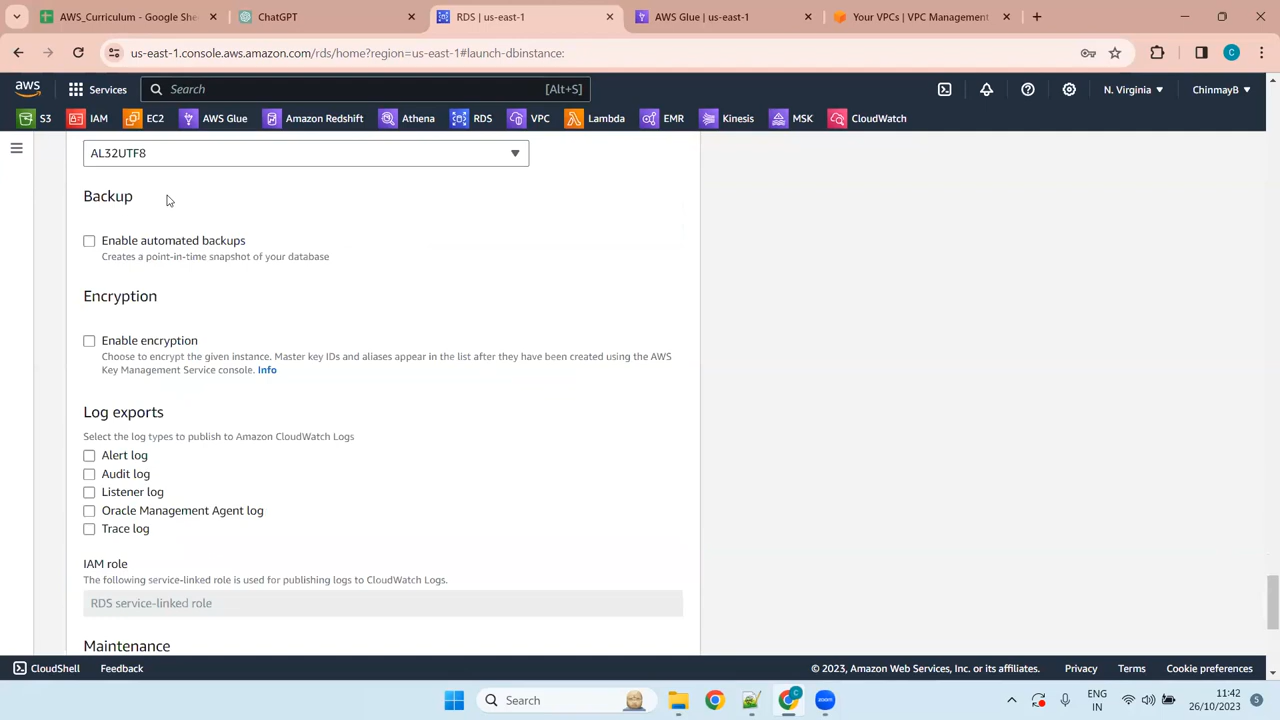 AWS_Curriculum - Google She
ChatGPT
RDS | us-east-1
AWS Glue | us-east-1
Your VPCs | VPC Management
us-east-1.console.aws.amazon.com/rds/home?region=us-east-1#launch-dbinstance:
C
aws
Services
Search
[Alt+S]
N. Virginia
ChinmayB
S3
IAM
EC2
AWS Glue
Amazon Redshift
Athena
RDS
VPC
Lambda
EMR
Kinesis
MSK
CloudWatch
AL32UTF8
Backup
Enable automated backups
Creates a point-in-time snapshot of your database
Encryption
Enable encryption
Choose to encrypt the given instance. Master key IDs and aliases appear in the list after they have been created using the AWS
Key Management Service console. Info
Log exports
Select the log types to publish to Amazon CloudWatch Logs
Alert log
Audit log
Listener log
Oracle Management Agent log
Trace log
IAM role
The following service-linked role is used for publishing logs to CloudWatch Logs.
RDS service-linked role
Maintenance
CloudShell
Feedback
© 2023, Amazon Web Services, Inc. or its affiliates.
Privacy
Terms
Cookie preferences
Search
C
zoom
ENG
IN
11:42
26/10/2023
5